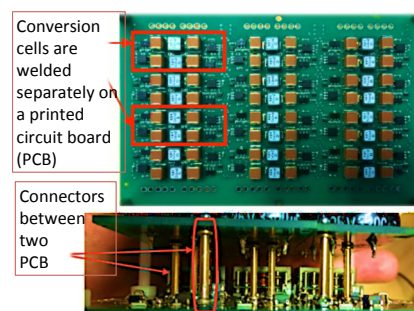 Conversion
cells are
welded
separately on
a printed
circuit board
(PCB)
Connectors
between
two
PCB